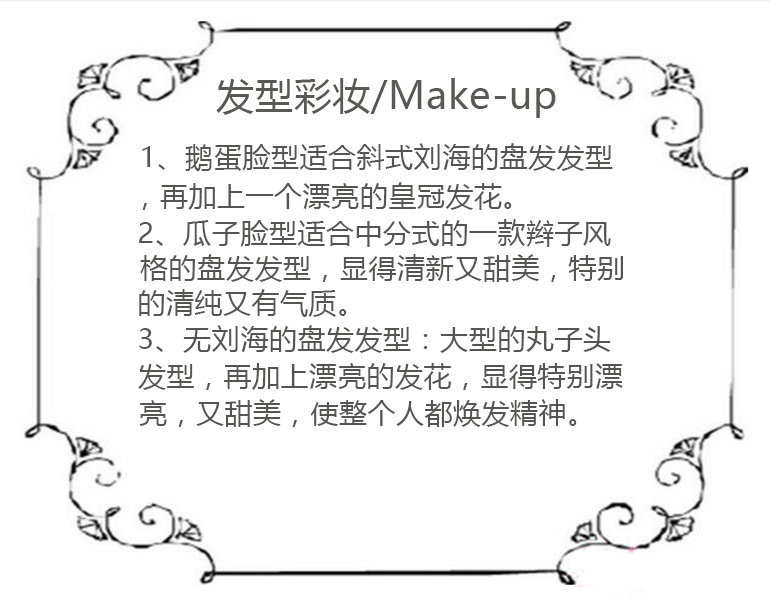 发型彩妆/Make-up
1、鹅蛋脸型适合斜式刘海的盘发发型
，再加上一个漂亮的皇冠发花。
2、瓜子脸型适合中分式的一款辫子风
格的盘发发型，显得清新又甜美，特别
的清纯又有气质。
3、无刘海的盘发发型：大型的丸子头
发型，再加上漂亮的发花，显得特别漂
亮，又甜美，使整个人都焕发精神。